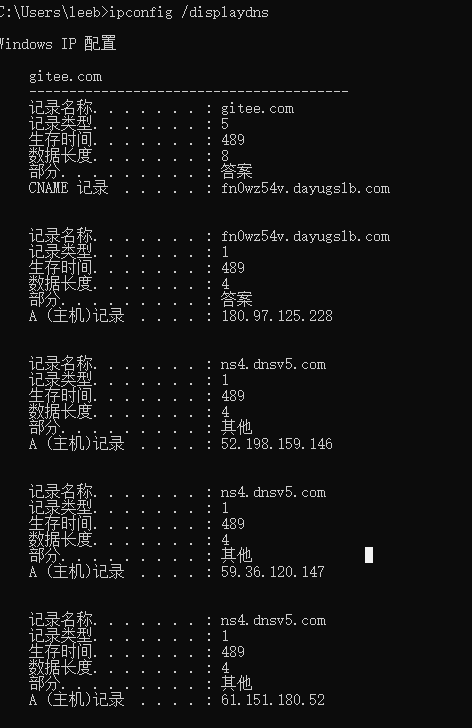 C:\Users\leeb>ipconfig /displaydns
Windows IP 配置
gitee.com
----------------------------------------
记录名称. . . . . . . : gitee.com
记录类型. . . . . . . : 5
生存时间. . . . . . . : 489
数据长度. . . . . . . : 8
部分. . . . . . . . . : 答案
CNAME 记录  . . . . . : fn0wz54v.dayugslb.com
记录名称. . . . . . . : fn0wz54v.dayugslb.com
记录类型. . . . . . . : 1
生存时间. . . . . . . : 489
数据长度. . . . . . . : 4
部分. . . . . . . . . : 答案
A (主机)记录  . . . . : 180.97.125.228
记录名称. . . . . . . : ns4.dnsv5.com
记录类型. . . . . . . : 1
生存时间. . . . . . . : 489
数据长度. . . . . . . : 4
部分. . . . . . . . . : 其他
A (主机)记录  . . . . : 52.198.159.146
记录名称. . . . . . . : ns4.dnsv5.com
记录类型. . . . . . . : 1
生存时间. . . . . . . : 489
数据长度. . . . . . . : 4
部分. . . . . . . . . : 其他
A (主机)记录  . . . . : 59.36.120.147
记录名称. . . . . . . : ns4.dnsv5.com
记录类型. . . . . . . : 1
生存时间. . . . . . . : 489
数据长度. . . . . . . : 4
部分. . . . . . . . . : 其他
A (主机)记录  . . . . : 61.151.180.52